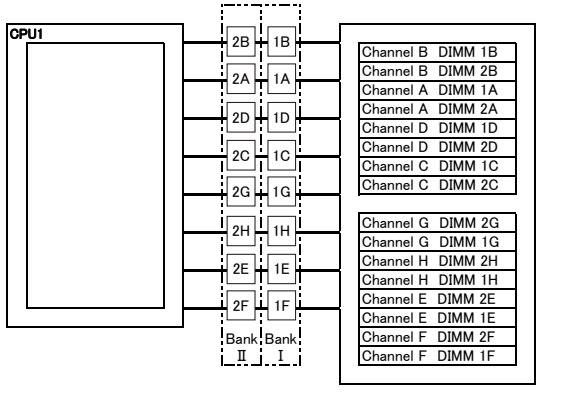 CPU1
2B 1B
2A 1A
2D 1D
2C 1C
2G 1G
2H 1H
2E 1E
2F 1F
Bank Bank
Ⅱ Ⅰ
Channel B DIMM 1B
Channel B DIMM 2B
Channel A DIMM 1A
Channel A DIMM 2A
Channel D DIMM 1D
Channel D DIMM 2D
Channel C DIMM 1C
Channel C DIMM 2C
Channel G DIMM 2G
Channel G DIMM 1G
Channel H DIMM 2H
Channel H DIMM 1H
Channel E DIMM 2E
Channel E DIMM 1E
Channel F DIMM 2F
Channel F DIMM 1F